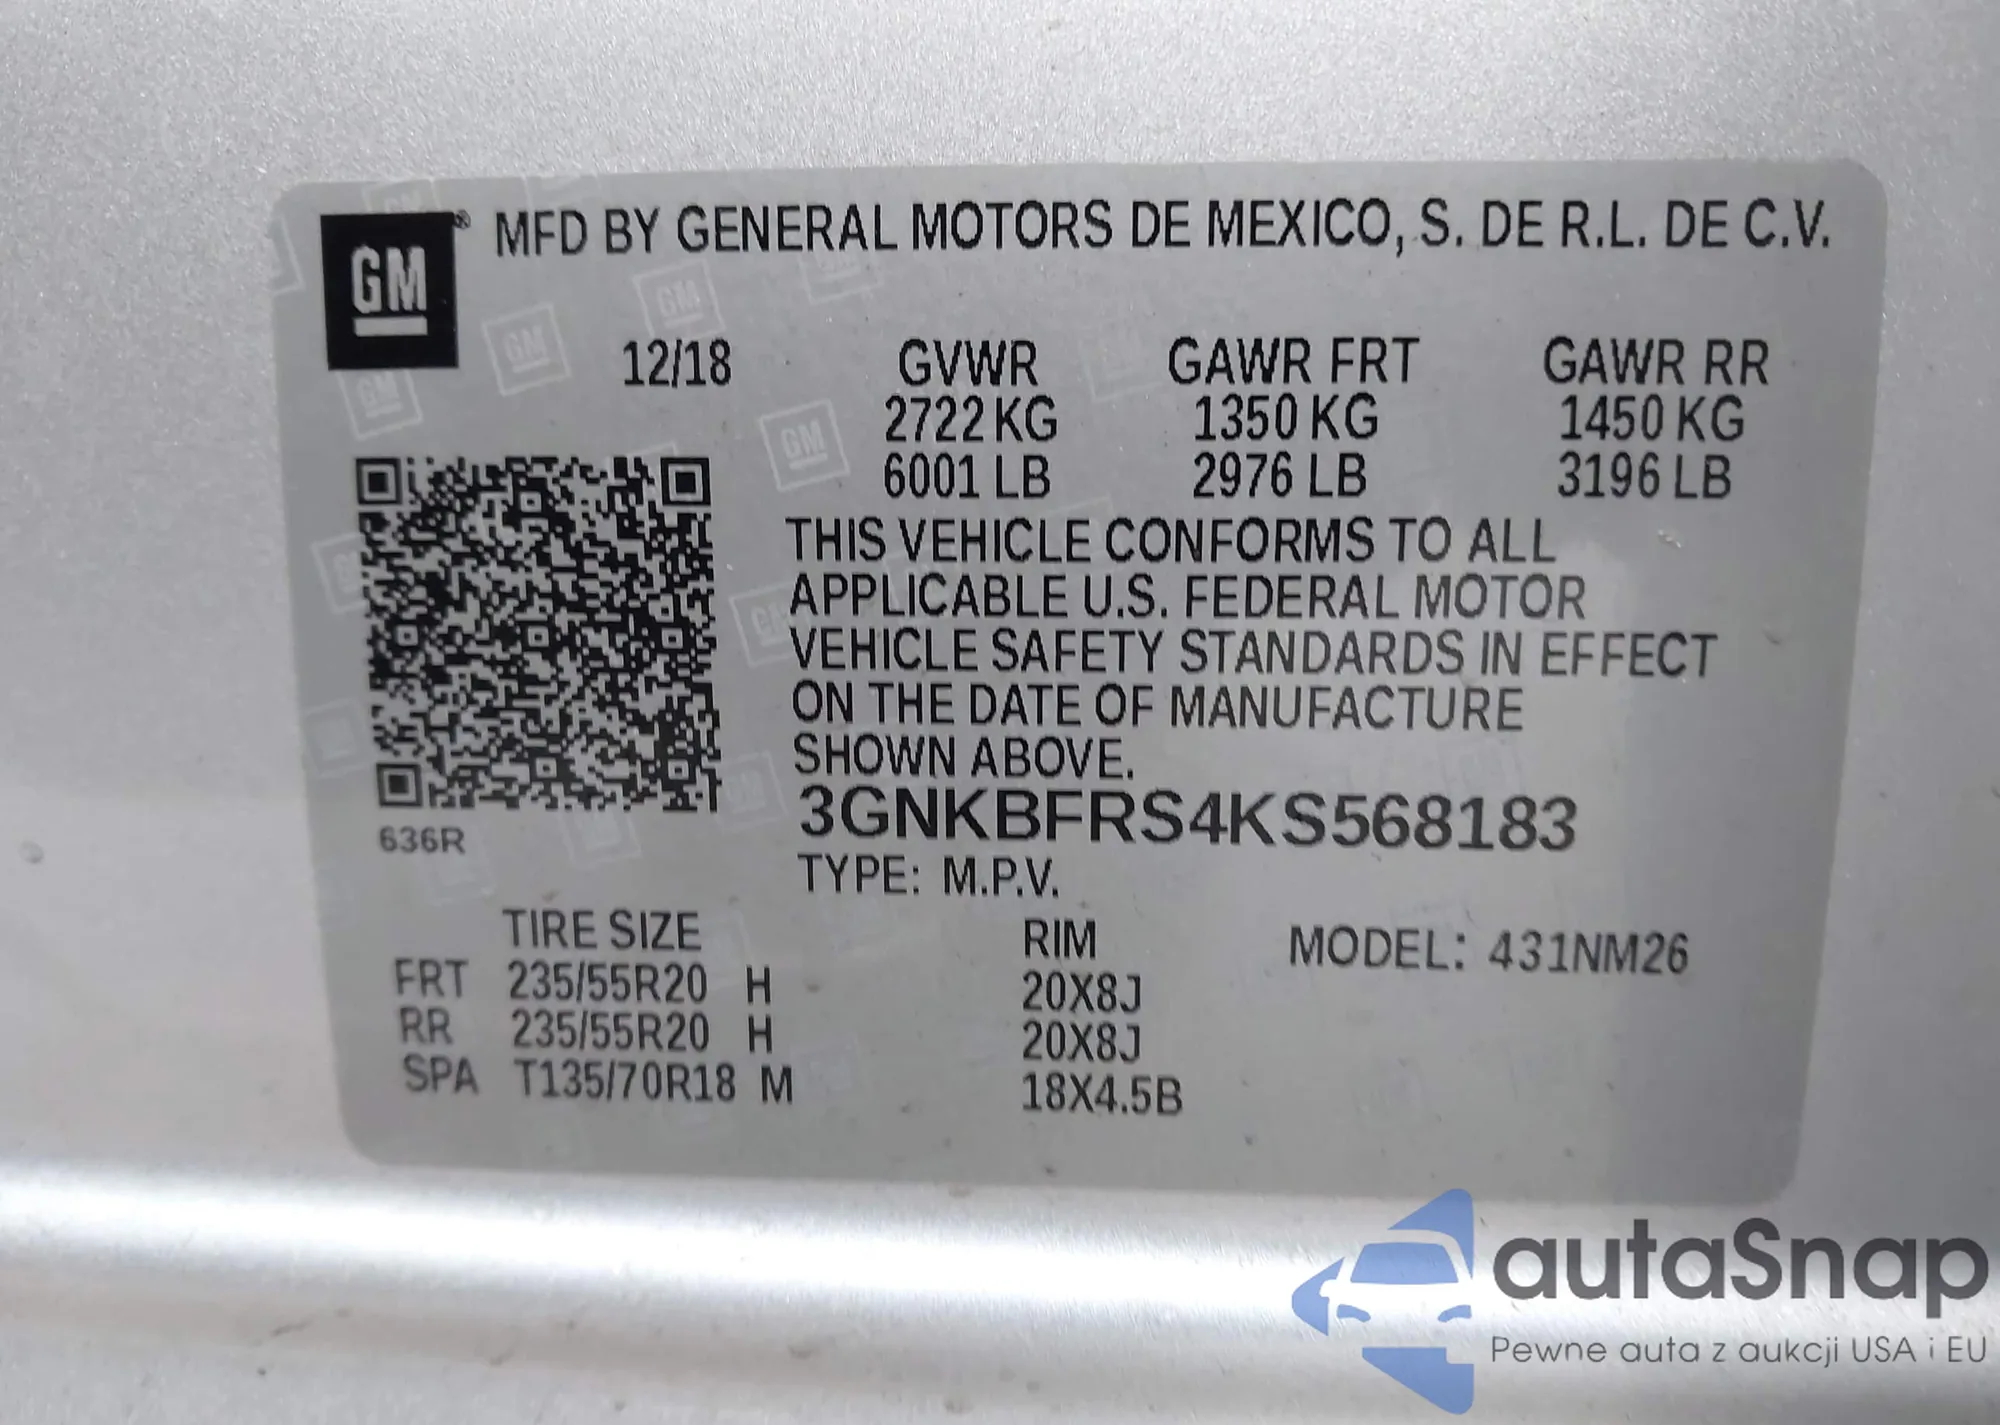 GM ® MFD BY GENERAL MOTORS DE MEXICO, S. DE R.L. DE C.V.
12/18 GVWR GAWR FRT GAWR RR
2722 KG 1350 KG 1450 KG
6001 LB 2976 LB 3196 LB
THIS VEHICLE CONFORMS TO ALL
APPLICABLE U.S. FEDERAL MOTOR
VEHICLE SAFETY STANDARDS IN EFFECT
ON THE DATE OF MANUFACTURE
SHOWN ABOVE.
3GNKBFRS4KS568183
636R
TYPE: M.P.V.
TIRE SIZE RIM MODEL: 431NM26
FRT 235/55R20 H 20X8J
RR 235/55R20 H 20X8J
SPA T135/70R18 M 18X4.5B
autaSnap
Pewne auta z aukcji USA i EU